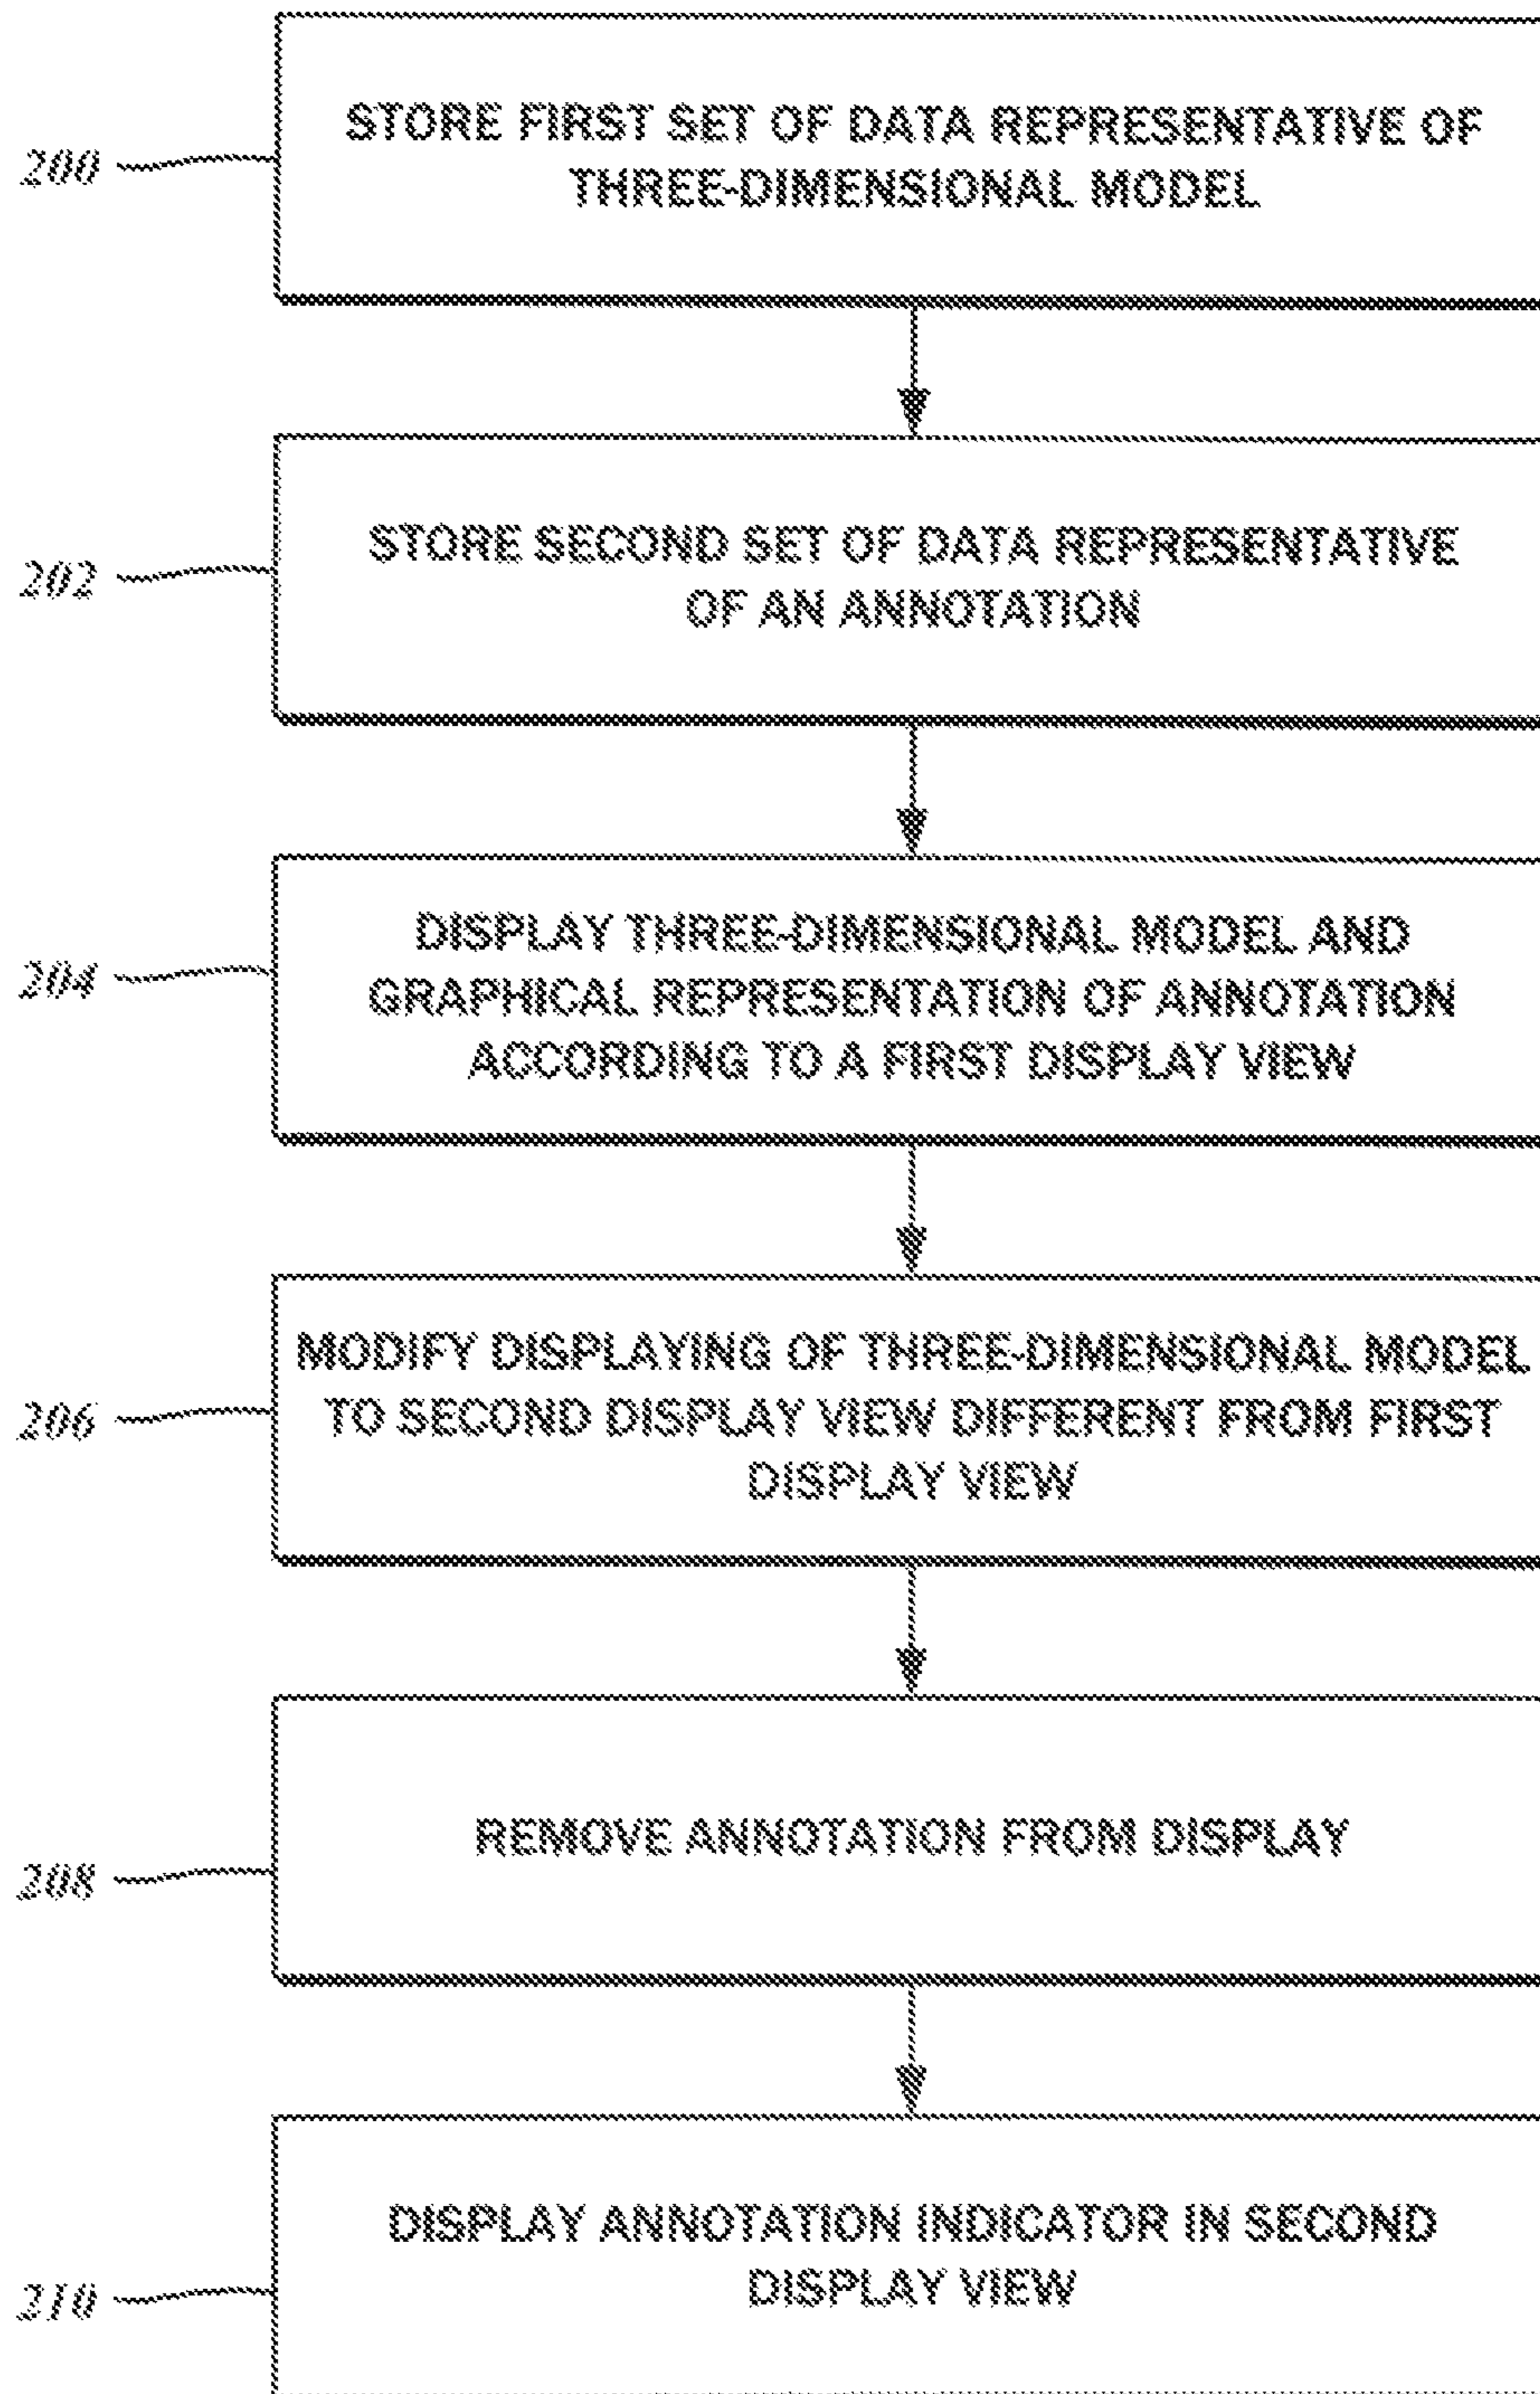 200
STORE FIRST SET OF DATA REPRESENTATIVE OF
THREE-DIMENSIONAL MODEL
202
STORE SECOND SET OF DATA REPRESENTATIVE
OF AN ANNOTATION
204
DISPLAY THREE-DIMENSIONAL MODEL AND
GRAPHICAL REPRESENTATION OF ANNOTATION
ACCORDING TO A FIRST DISPLAY VIEW
206
MODIFY DISPLAYING OF THREE-DIMENSIONAL MODEL
TO SECOND DISPLAY VIEW DIFFERENT FROM FIRST
DISPLAY VIEW
208
REMOVE ANNOTATION FROM DISPLAY
210
DISPLAY ANNOTATION INDICATOR IN SECOND
DISPLAY VIEW